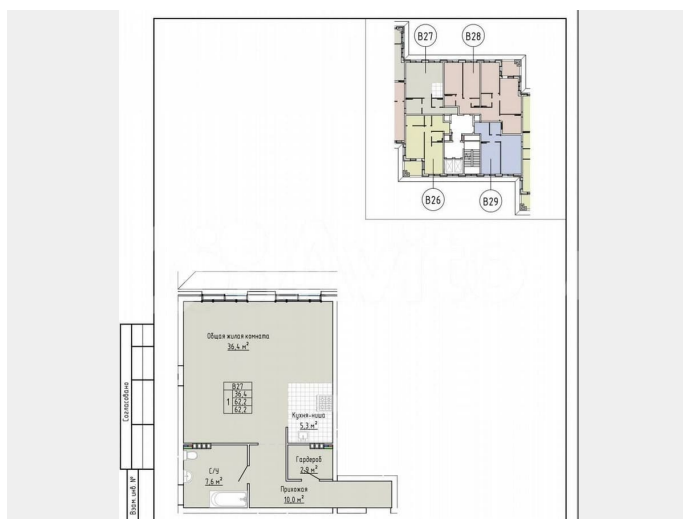 B27
B28
B26
B29
Общая жилая комната
36.4 м²
B27
36.4
1
62.2
62.2
Кухня-ниша
5.3 м²
С/У
7.6 м²
Гардероб
2.9 м²
Прихожая
10.0 м²
Согласовано
Взам. инв. №